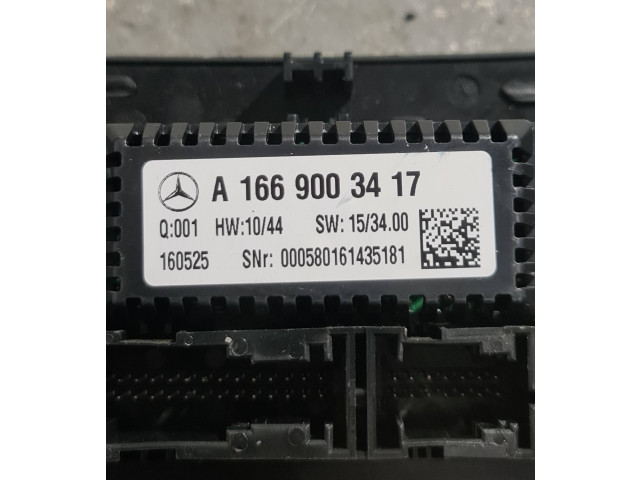 A 166 900 34 17
Q:001 HW:10/44 SW: 15/34.00
160525 SNr: 000580161435181